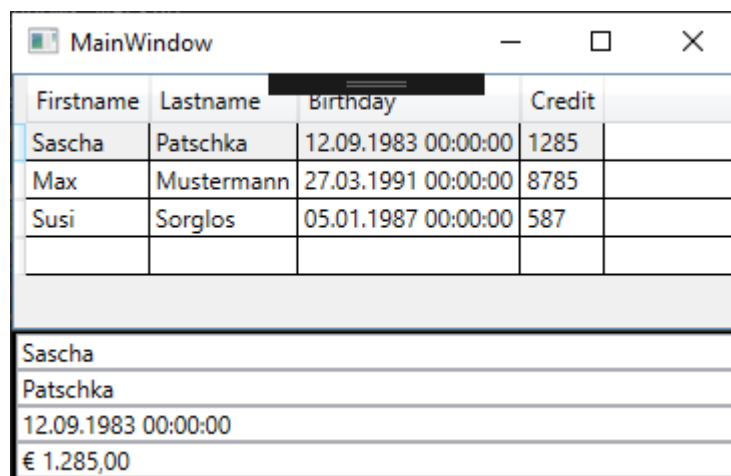 MainWindow
Firstname Lastname Birthday Credit
Sascha Patschka 12.09.1983 00:00:00 1285
Max Mustermann 27.03.1991 00:00:00 8785
Susi Sorglos 05.01.1987 00:00:00 587
Sascha
Patschka
12.09.1983 00:00:00
€ 1.285,00